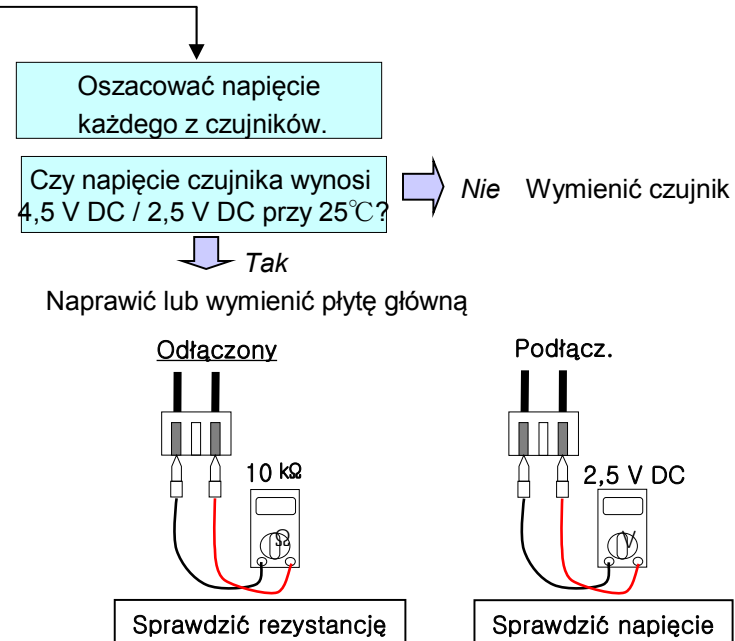 Oszacować napięcie
każdego z czujników.
Czy napięcie czujnika wynosi
4,5 V DC / 2,5 V DC przy 25℃?
Nie Wymienić czujnik
Tak
Naprawić lub wymienić płytę główną
Odłączony
Podłącz.
10 kΩ
2,5 V DC
Ω
V
Sprawdzić rezystancję
Sprawdzić napięcie